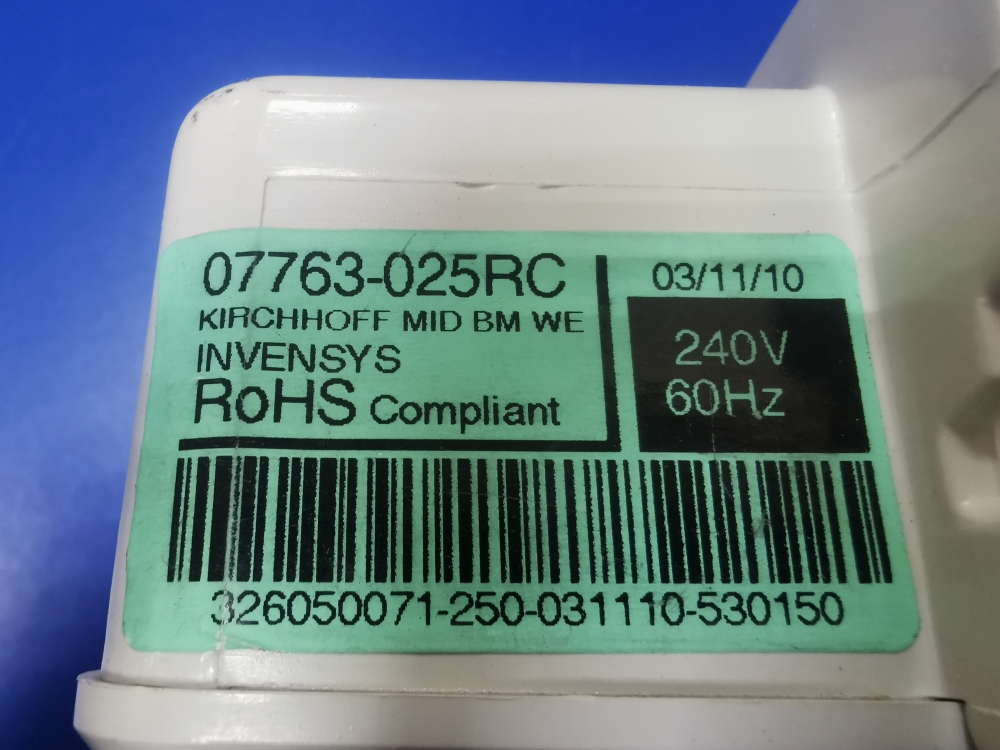 07763-025RC
KIRCHHOFF MID BM WE
INVENSYS
RoHS Compliant
03/11/10
240V
60Hz
326050071-250-031110-530150